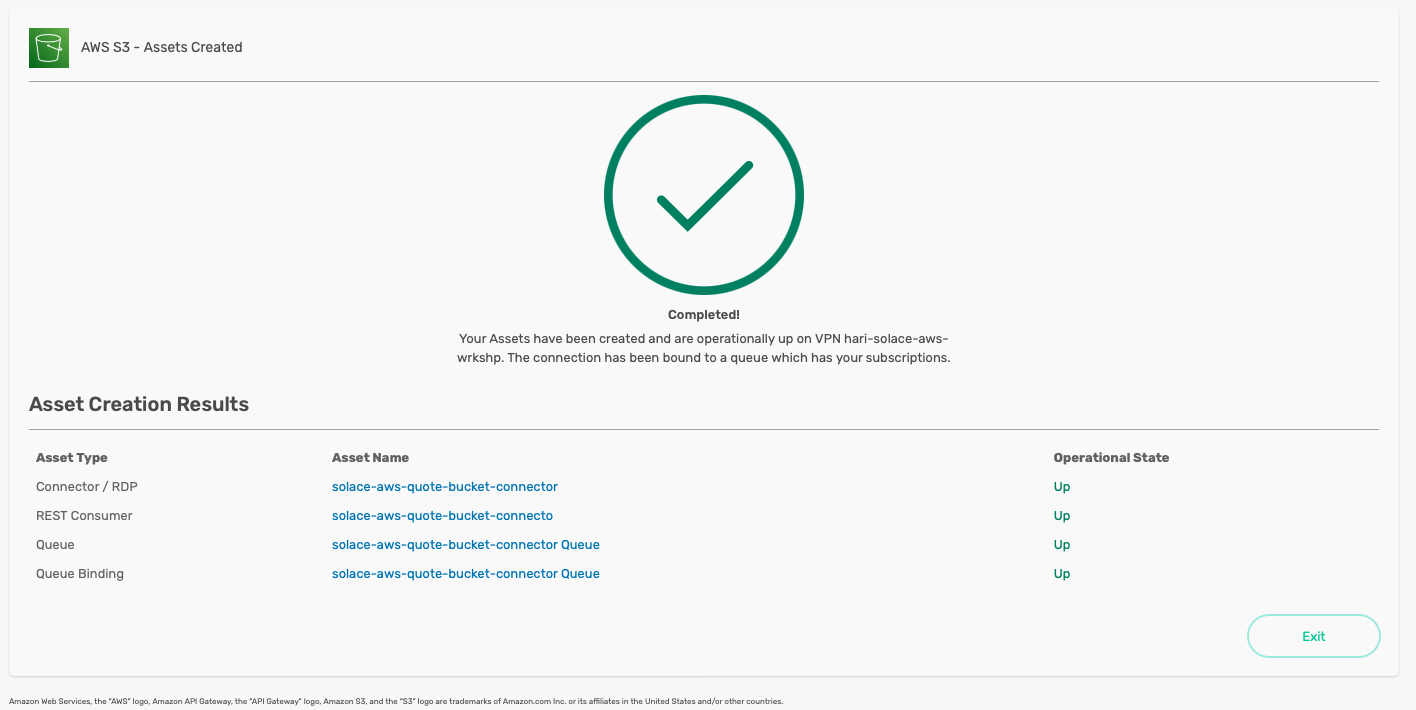 AWS S3 - Assets Created
Completed!
Your Assets have been created and are operationally up on VPN hari-solace-aws-
wrkshp. The connection has been bound to a queue which has your subscriptions.
Asset Creation Results
Asset Type Asset Name Operational State
Connector / RDP solace-aws-quote-bucket-connector Up
REST Consumer solace-aws-quote-bucket-connecto Up
Queue solace-aws-quote-bucket-connector Queue Up
Queue Binding solace-aws-quote-bucket-connector Queue Up
Exit
Amazon Web Services, the "AWS" logo, Amazon API Gateway, the "API Gateway" logo, Amazon S3, and the "S3" logo are trademarks of Amazon.com Inc. or its affiliates in the United States and/or other countries.